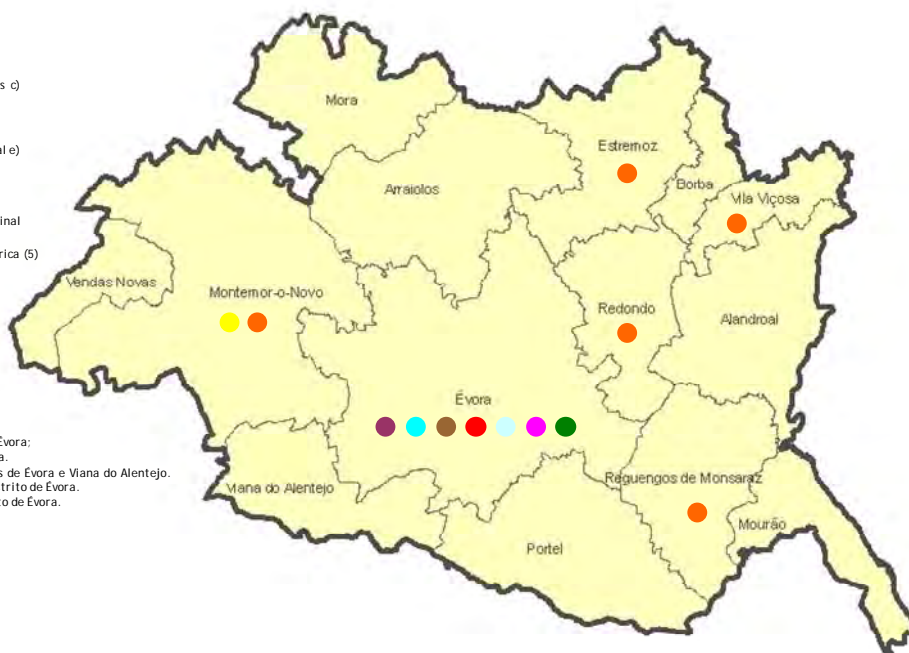 s c)
Mora
al e)
Estremoz
Borba
Arraiolos
Vila Viçosa
inal
rica (5)
Vendas Novas
Montemor-o-Novo
Redondo
Alandroal
Évora
Évora;
a.
s de Évora e Viana do Alentejo.
trito de Évora.
to de Évora.
Viana do Alentejo
Reguengos de Monsaraz
Mourão
Portel